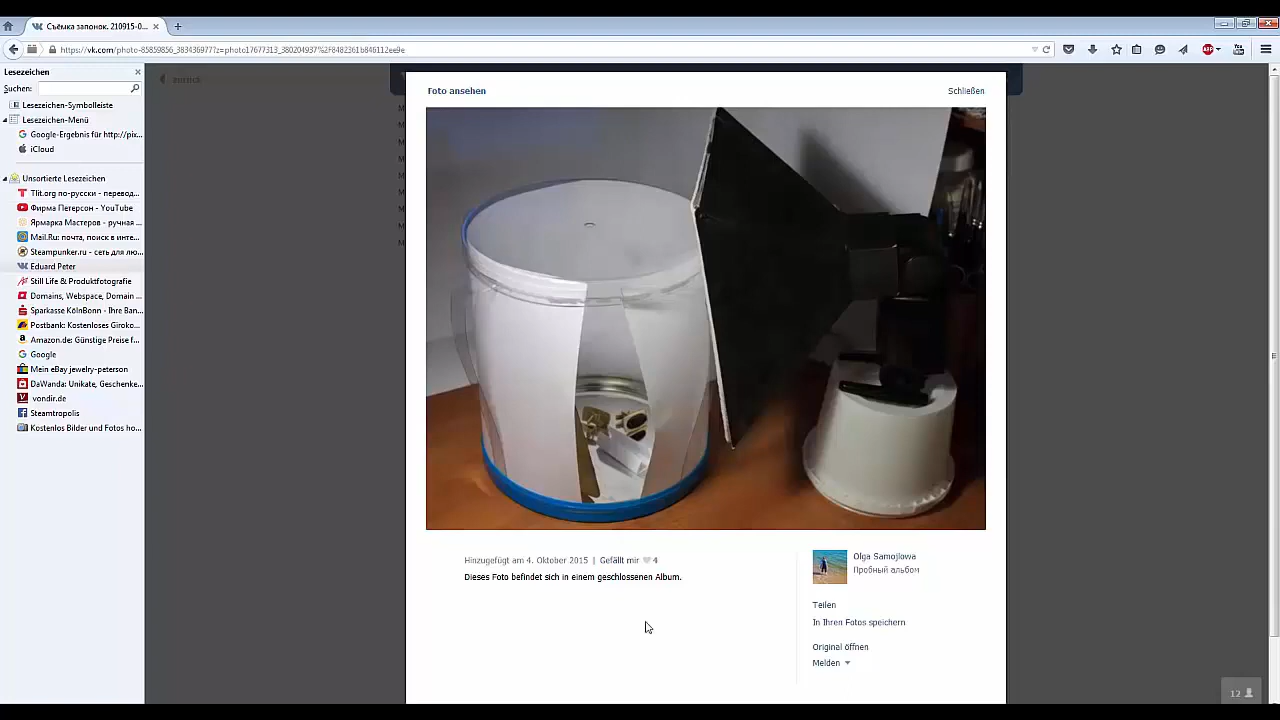 Съёмка запонок. 210915-0...
https://vk.com/photo-85859856_383436977?z=photo17677313_380204937%2F8482361b846112ee9e
Lesezeichen
Suchen:
Lesezeichen-Symbolleiste
Lesezeichen-Menü
Google-Ergebnis für http://pix...
iCloud
Unsortierte Lesezeichen
Tlit.org по-русски - перевод...
Фирма Петерсон - YouTube
Ярмарка Мастеров - ручная ...
Mail.Ru: почта, поиск в инте...
Steampunker.ru - сеть для лю...
Eduard Peter
Still Life & Produktfotografie
Domains, Webspace, Domain ...
Sparkasse KölnBonn - Ihre Ban...
Postbank: Kostenloses Giroko...
Amazon.de: Günstige Preise f...
Google
Mein eBay jewelry-peterson
DaWanda: Unikate, Geschenke...
vondir.de
Steamtropolis
Kostenlos Bilder und Fotos ho...
zurück
Foto ansehen
Schließen
Hinzugefügt am 4. Oktober 2015 | Gefällt mir 4
Dieses Foto befindet sich in einem geschlossenen Album.
Olga Samojlowa
Пробный альбом
Teilen
In Ihren Fotos speichern
Original öffnen
Melden
12